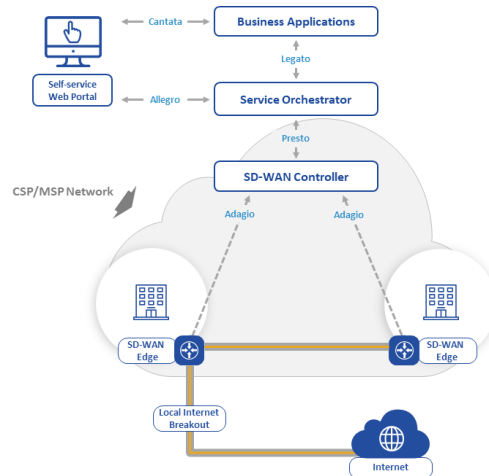 Cantata
Business Applications
Legato
Self-service
Web Portal
Allegro
Service Orchestrator
Presto
SD-WAN Controller
CSP/MSP Network
Adagio
Adagio
SD-WAN
Edge
SD-WAN
Edge
Local Internet
Breakout
Internet